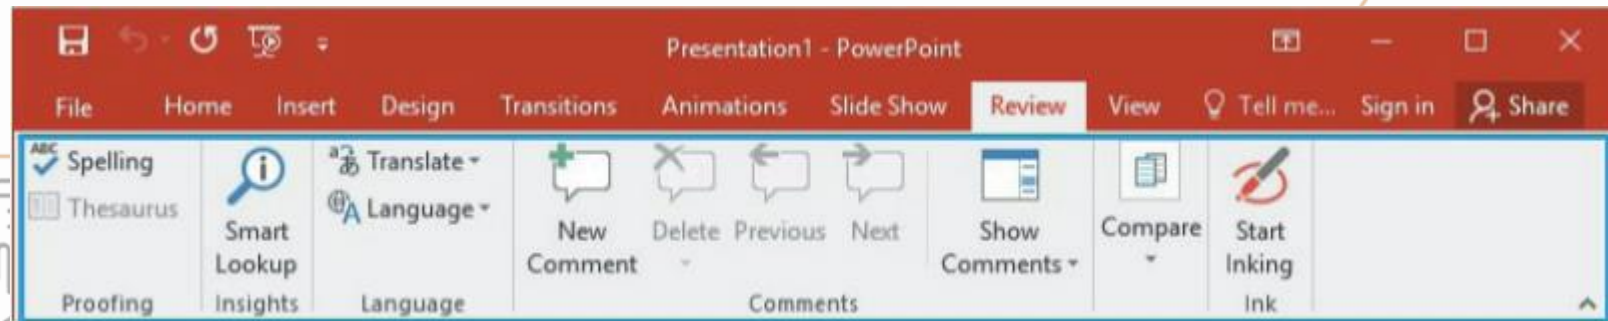 Presentation1 - PowerPoint
File Home Insert Design Transitions Animations Slide Show Review View Tell me... Sign in Share
ABC Spelling
Thesaurus
Proofing
Smart
Lookup
Insights
Translate
Language
Language
New
Comment
Delete
Previous
Next
Show
Comments
Comments
Compare
Start
Inking
Ink